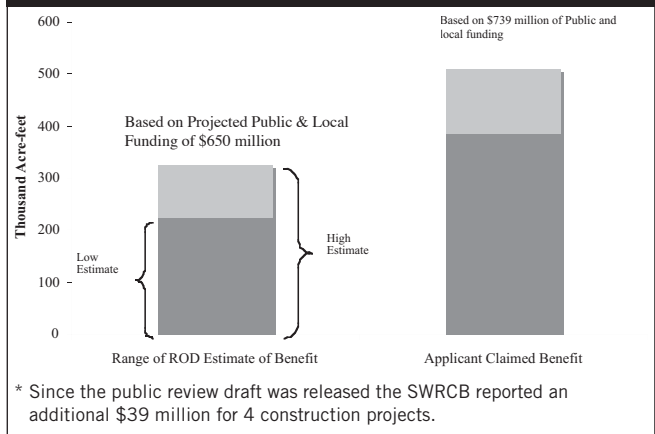 600
Based on $739 million of Public and
local funding
500
400
Based on Projected Public & Local
Funding of $650 million
300
200
100
0
Thousand Acre-feet
Low
Estimate
High
Estimate
Range of ROD Estimate of Benefit
Applicant Claimed Benefit
* Since the public review draft was released the SWRCB reported an
additional $39 million for 4 construction projects.